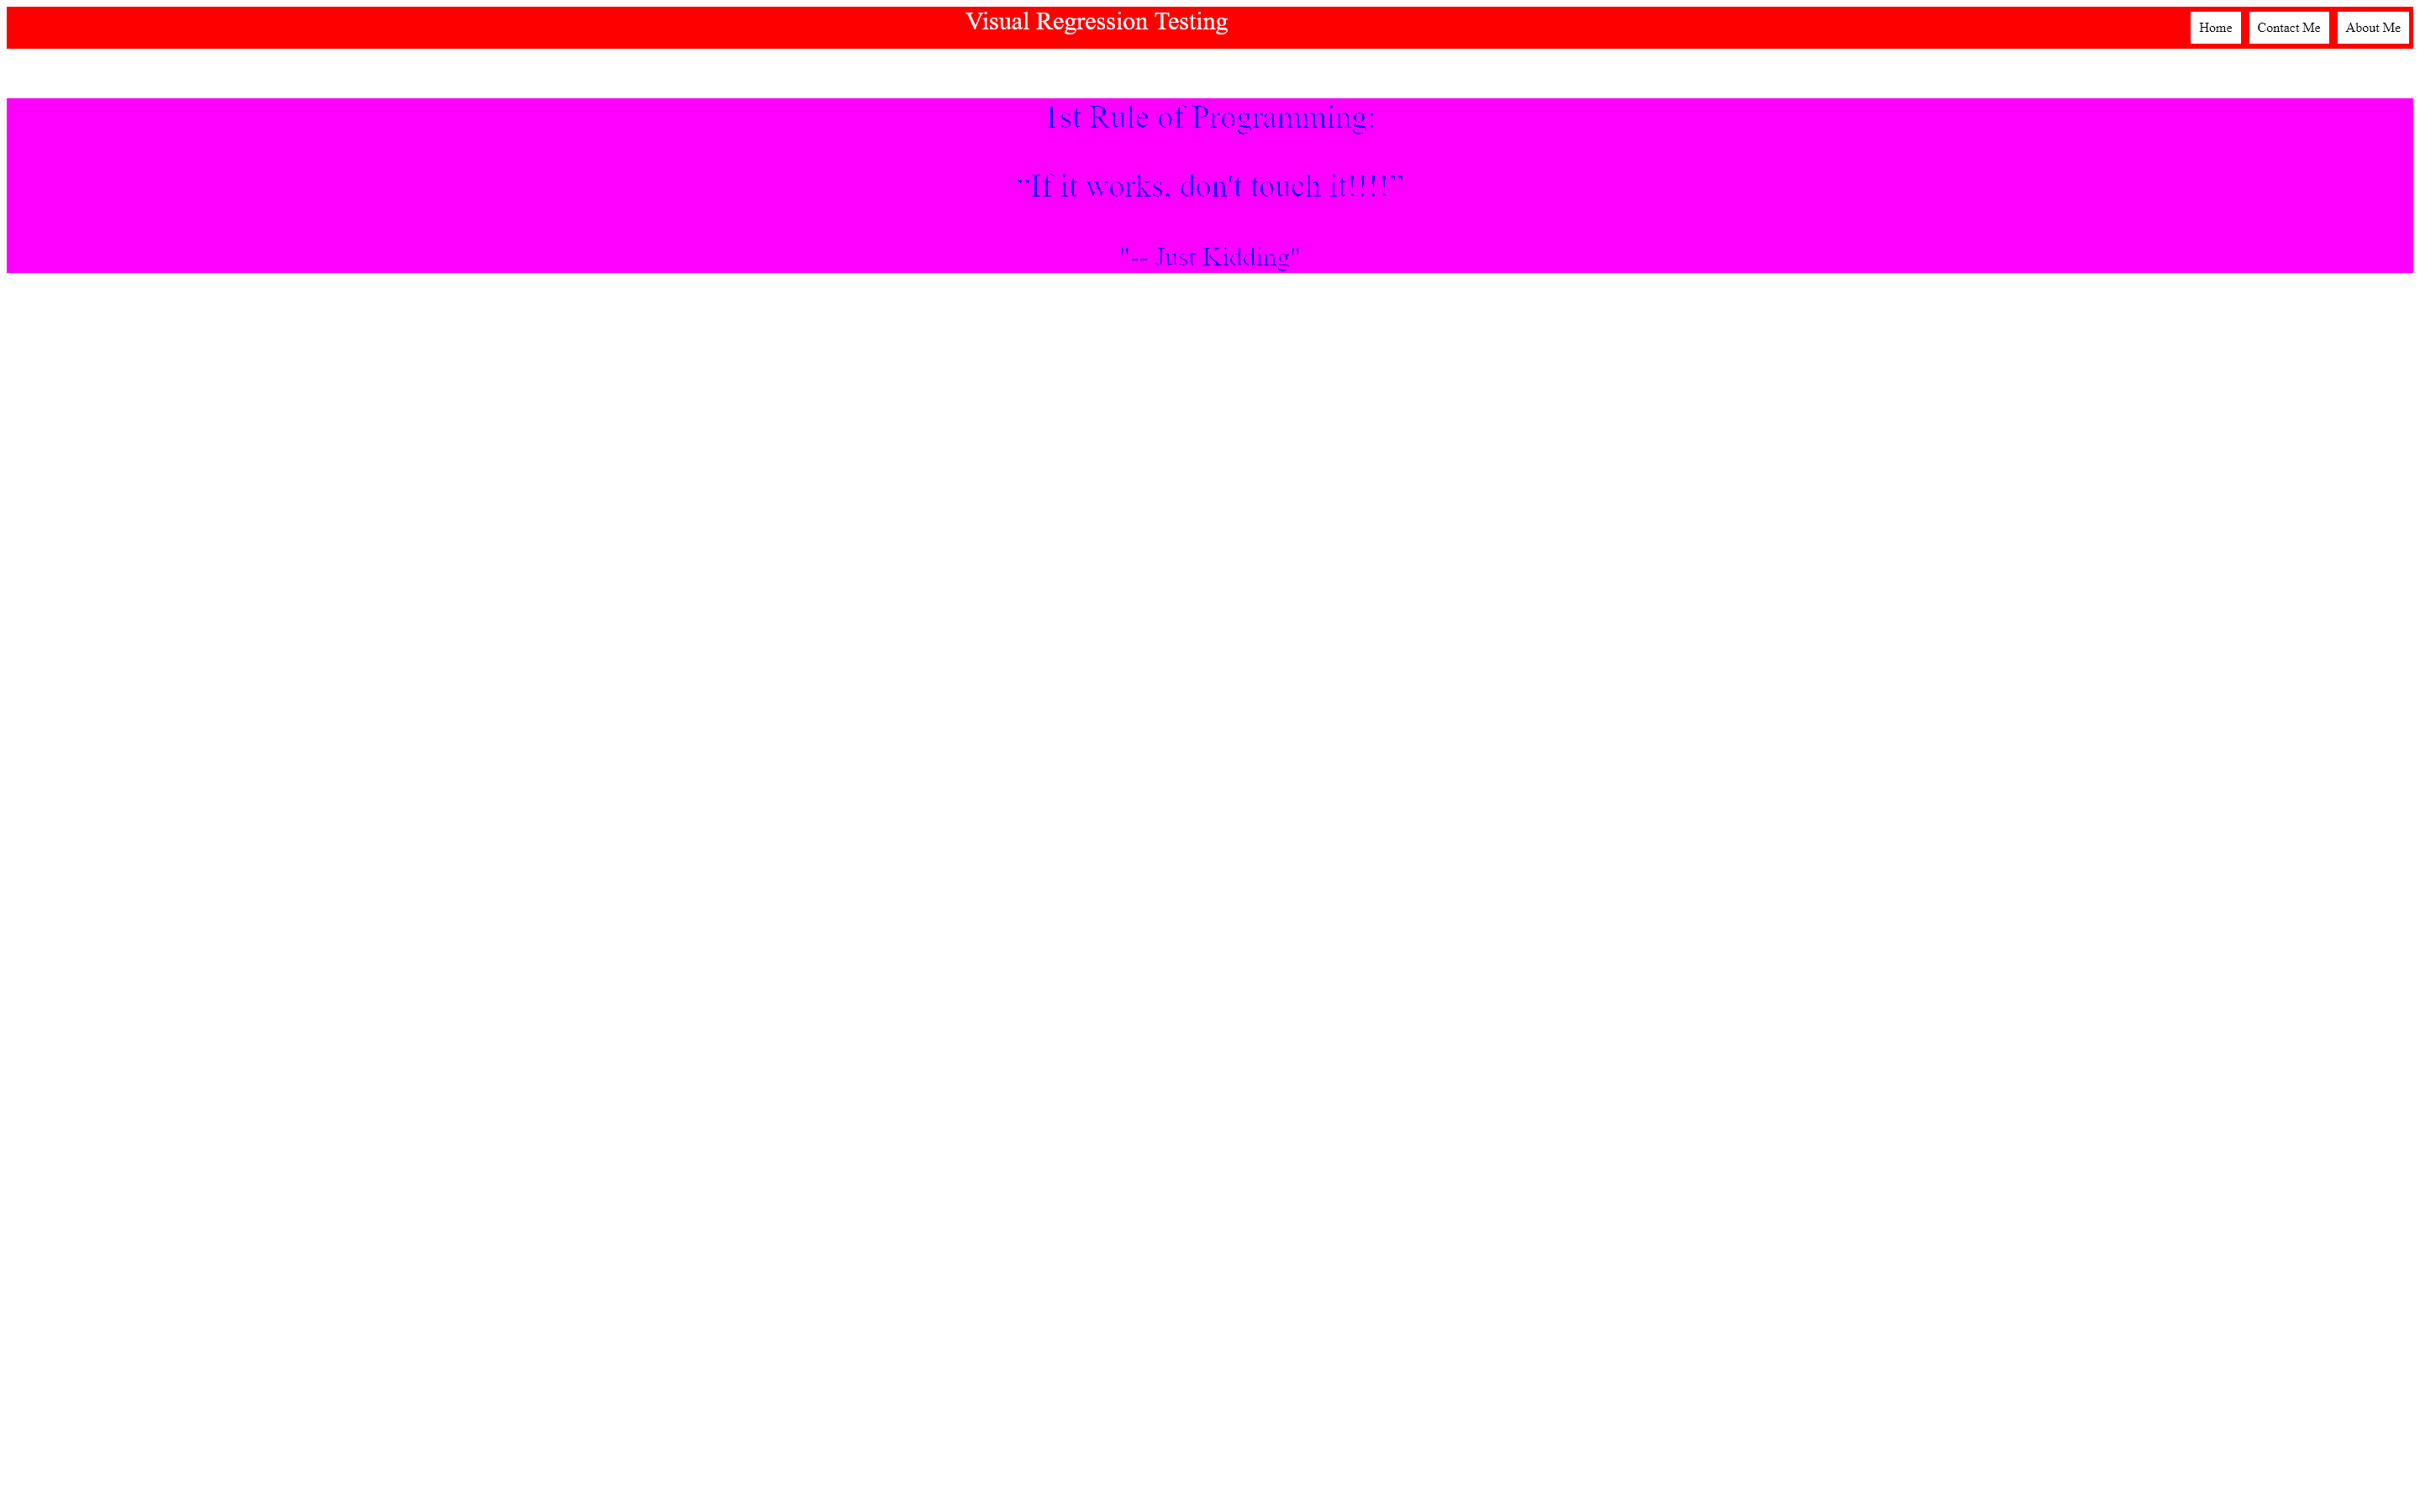 Visual Regression Testing
Home
Contact Me
About Me
1st Rule of Programming:
“If it works, don't touch it!!!!”
"-- Just Kidding"